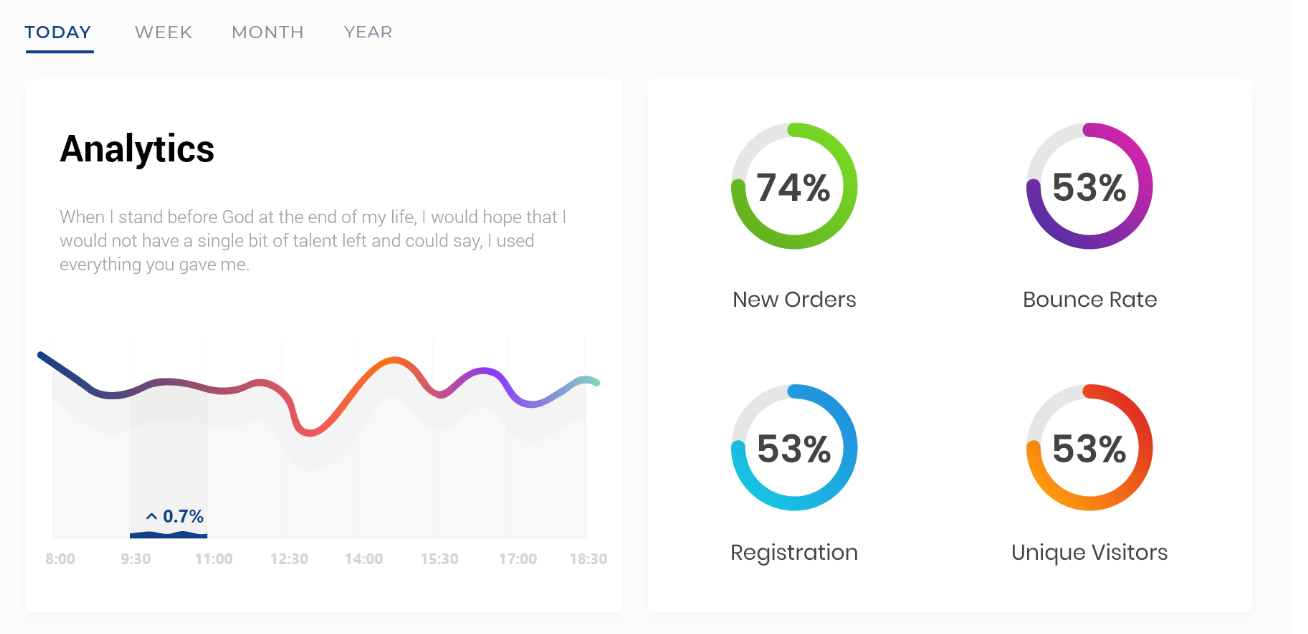 TODAY WEEK MONTH YEAR
Analytics
When I stand before God at the end of my life, I would hope that I
would not have a single bit of talent left and could say, I used
everything you gave me.
0.7%
8:00 9:30 11:00 12:30 14:00 15:30 17:00 18:30
74% 53%
New Orders Bounce Rate
53% 53%
Registration Unique Visitors